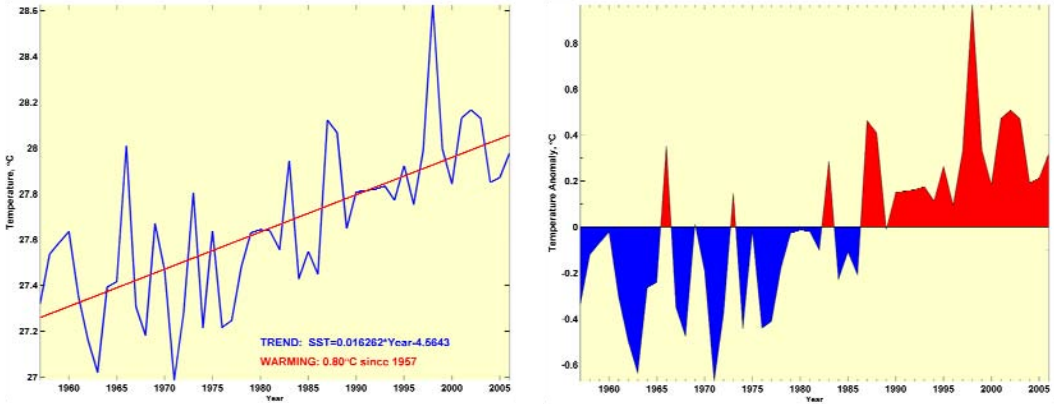 28.6
28.4
28.2
28
27.8
27.6
27.4
27.2
27
Temperature, °C
1960 1965 1970 1975 1980 1985 1990 1995 2000 2005
Year
TREND: SST=0.016262*Year-4.5643
WARMING: 0.80°C since 1957
0.8
0.6
0.4
0.2
0
-0.2
-0.4
-0.6
Temperature Anomaly, °C
1960 1965 1970 1975 1980 1985 1990 1995 2000 2005
Year